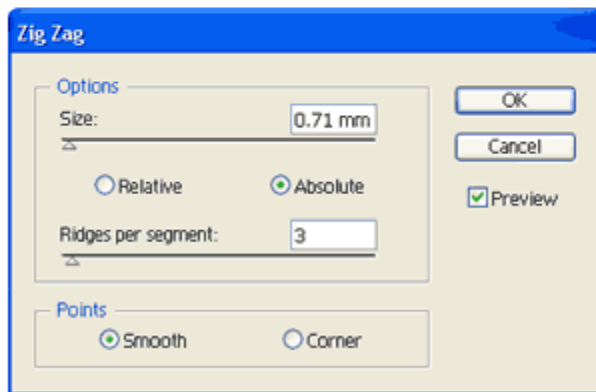 Zig Zag
Options
Size: 0.71 mm
Relative Absolute
Ridges per segment: 3
Points
Smooth Corner
OK
Cancel
Preview